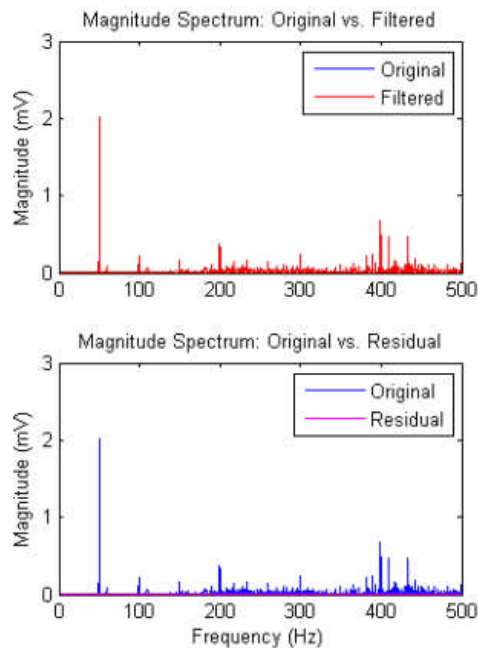 Magnitude Spectrum: Original vs. Filtered
3
2
1
0
Magnitude (mV)
Original
Filtered
0 100 200 300 400 500
Magnitude Spectrum: Original vs. Residual
3
2
1
0
Magnitude (mV)
Original
Residual
0 100 200 300 400 500
Frequency (Hz)